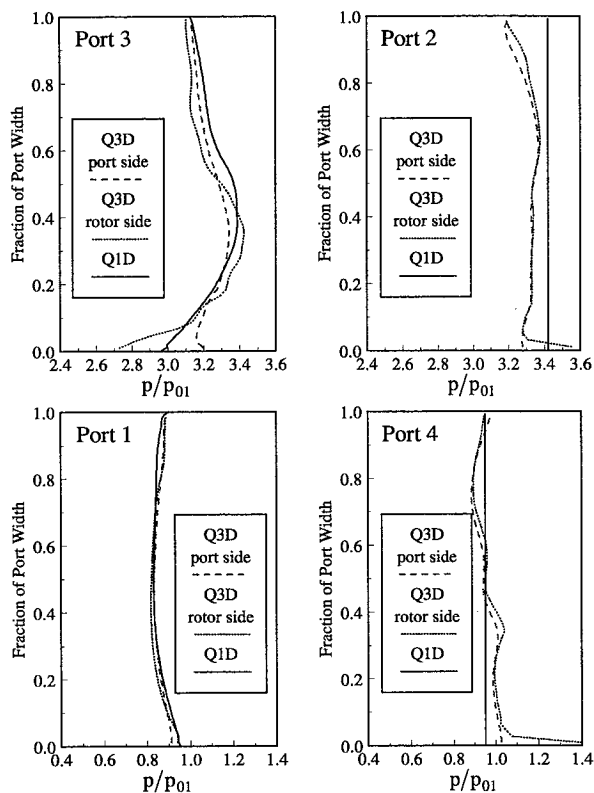 Port 3
Fraction of Port Width
1.0
0.8
0.6
0.4
0.2
0.0
Q3D
port side
Q3D
rotor side
Q1D
2.4 2.6 3.0 3.2 3.4 3.6
p/p01
Port 2
Fraction of Port Width
1.0
0.8
0.6
0.4
0.2
0.0
Q3D
port side
Q3D
rotor side
Q1D
2.4 2.6 3.0 3.2 3.4 3.6
p/p01
Port 1
Fraction of Port Width
1.0
0.8
0.6
0.4
0.2
0.0
Q3D
port side
Q3D
rotor side
Q1D
0.4 0.6 0.8 1.0 1.2 1.4
p/p01
Port 4
Fraction of Port Width
1.0
0.8
0.6
0.4
0.2
0.0
Q3D
port side
Q3D
rotor side
Q1D
0.4 0.6 0.8 1.0 1.2 1.4
p/p01